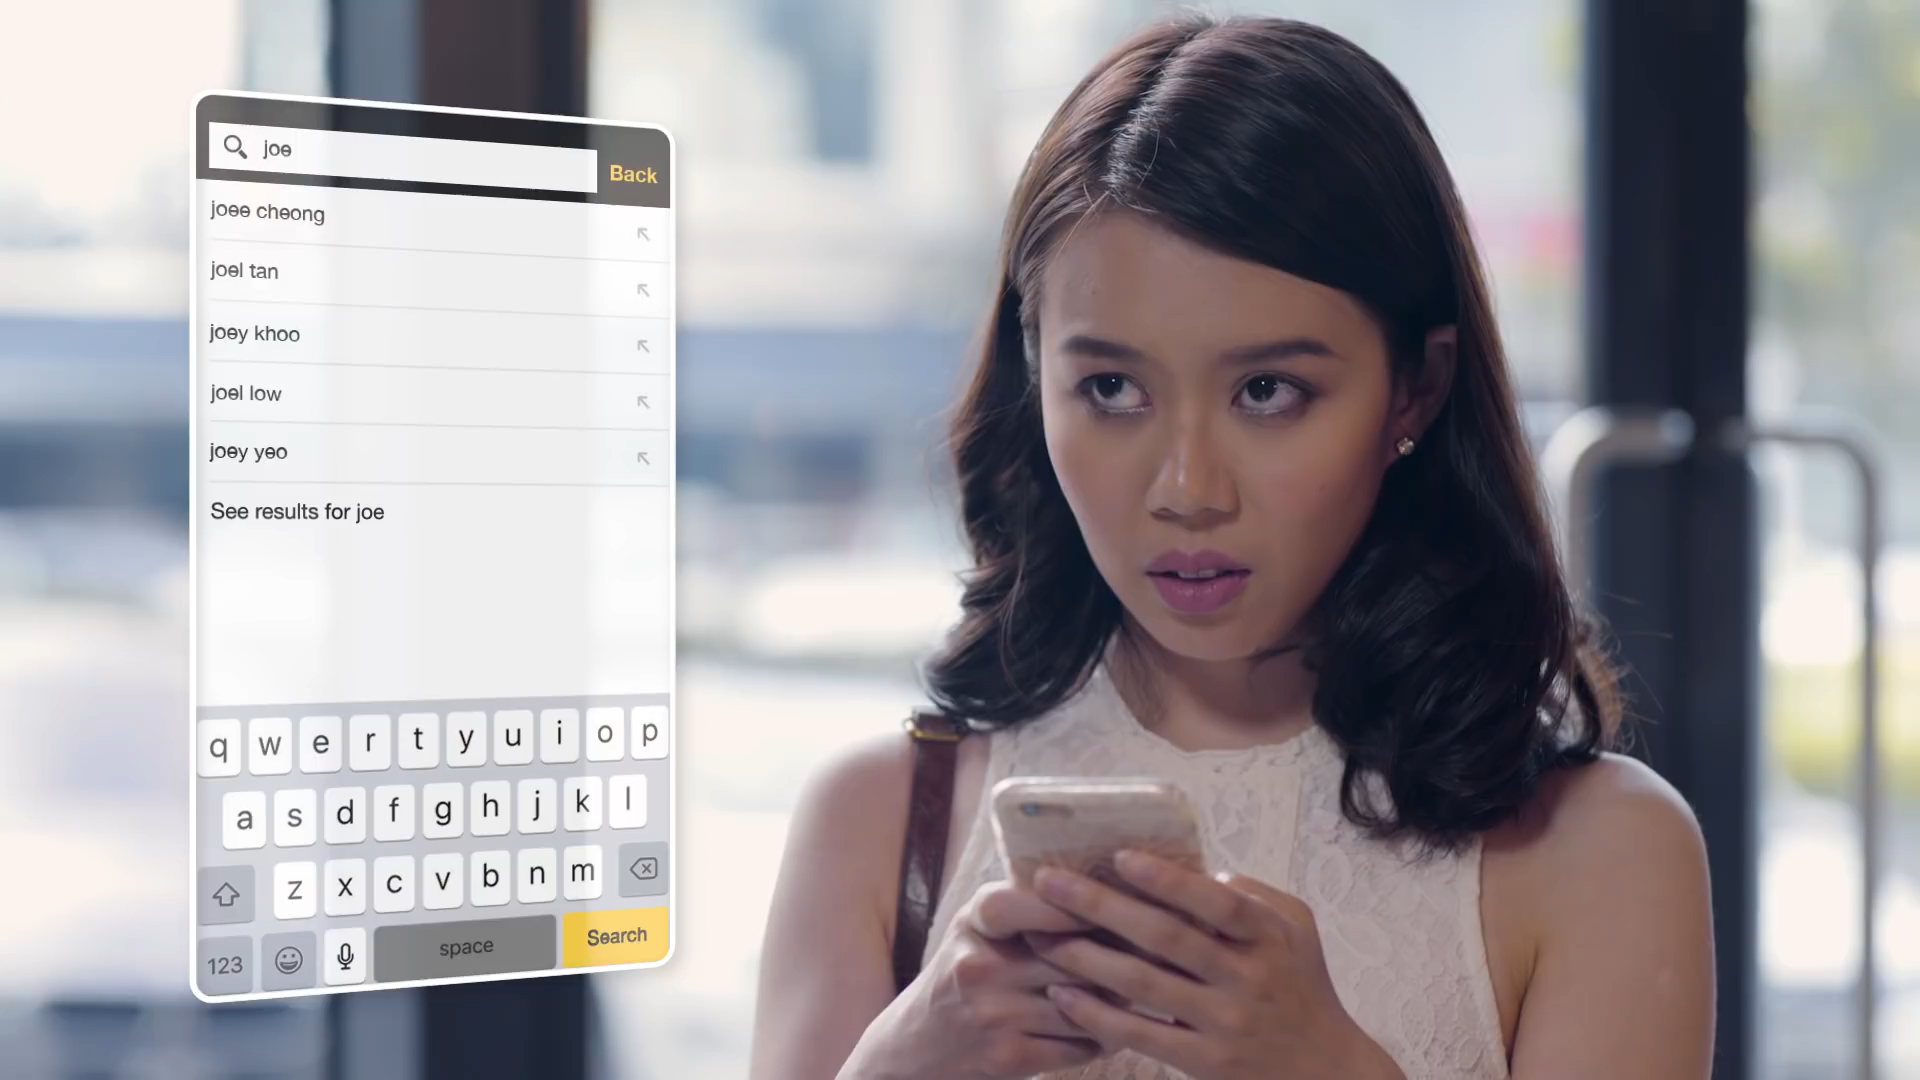 joe
Back
joee cheong
joel tan
joey khoo
joel low
joey yeo
See results for joe
q w e r t y u i o p
a s d f g h j k l
z x c v b n m
123 space Search